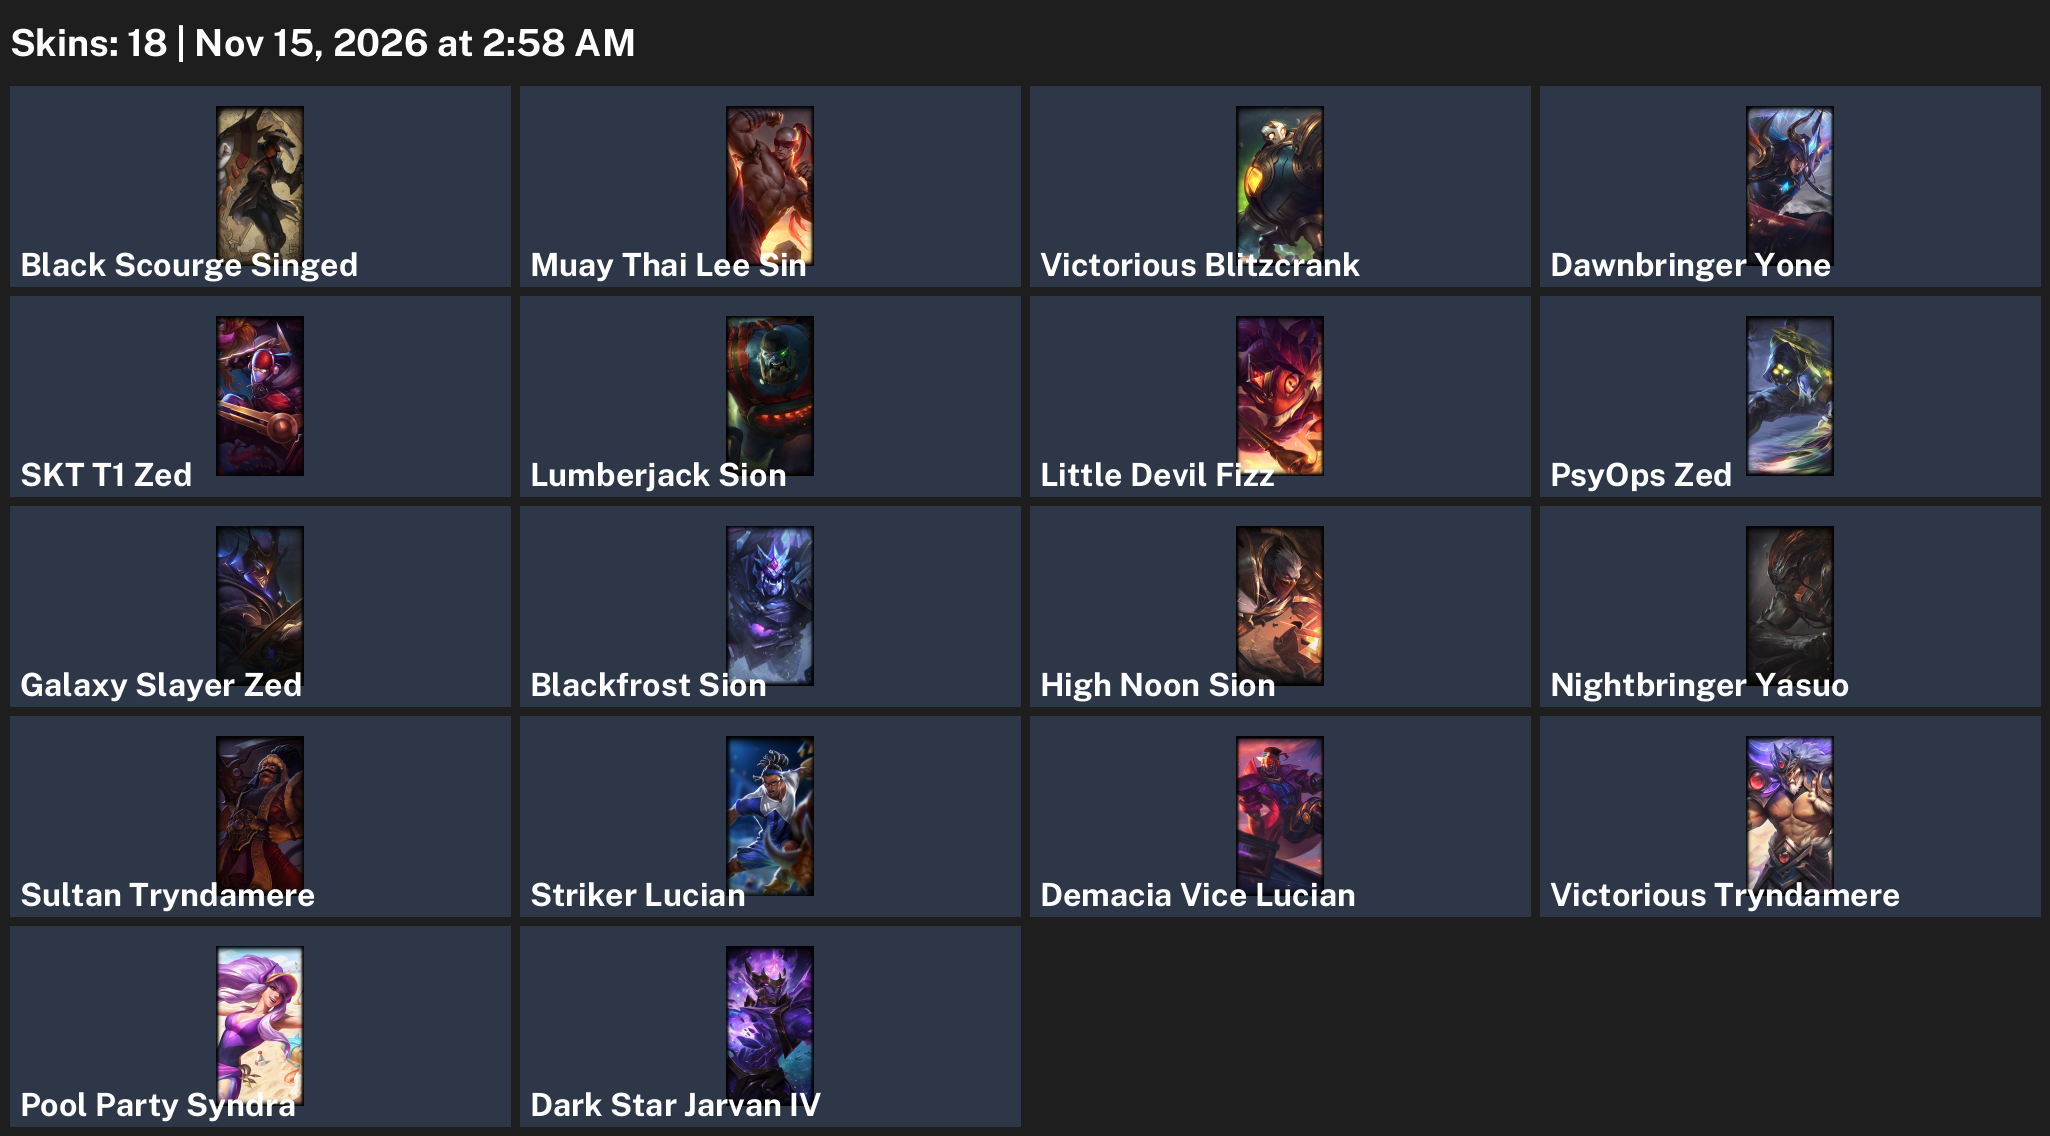 Skins: 18 | Nov 15, 2026 at 2:58 AM
Black Scourge Singed
Muay Thai Lee Sin
Victorious Blitzcrank
Dawnbringer Yone
SKT T1 Zed
Lumberjack Sion
Little Devil Fizz
PsyOps Zed
Galaxy Slayer Zed
Blackfrost Sion
High Noon Sion
Nightbringer Yasuo
Sultan Tryndamere
Striker Lucian
Demacia Vice Lucian
Victorious Tryndamere
Pool Party Syndra
Dark Star Jarvan IV